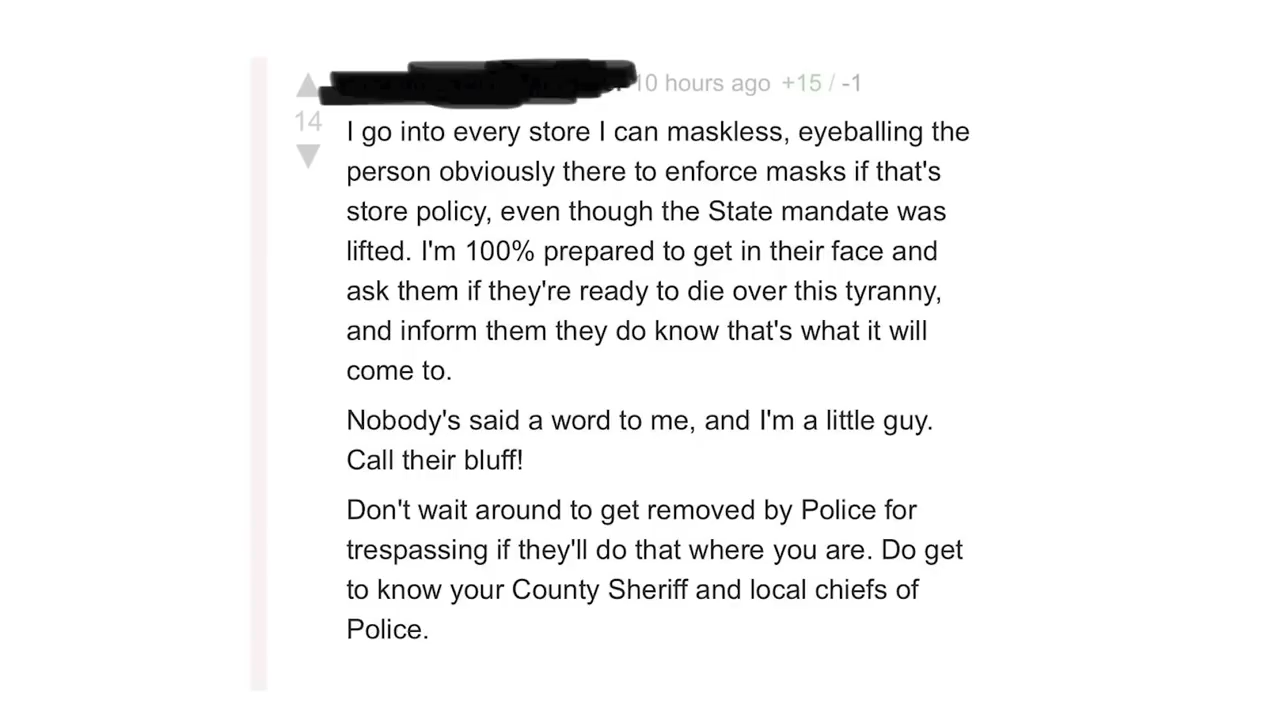 10 hours ago +15 / -1
14
I go into every store I can maskless, eyeballing the
person obviously there to enforce masks if that's
store policy, even though the State mandate was
lifted. I'm 100% prepared to get in their face and
ask them if they're ready to die over this tyranny,
and inform them they do know that's what it will
come to.
Nobody's said a word to me, and I'm a little guy.
Call their bluff!
Don't wait around to get removed by Police for
trespassing if they'll do that where you are. Do get
to know your County Sheriff and local chiefs of
Police.